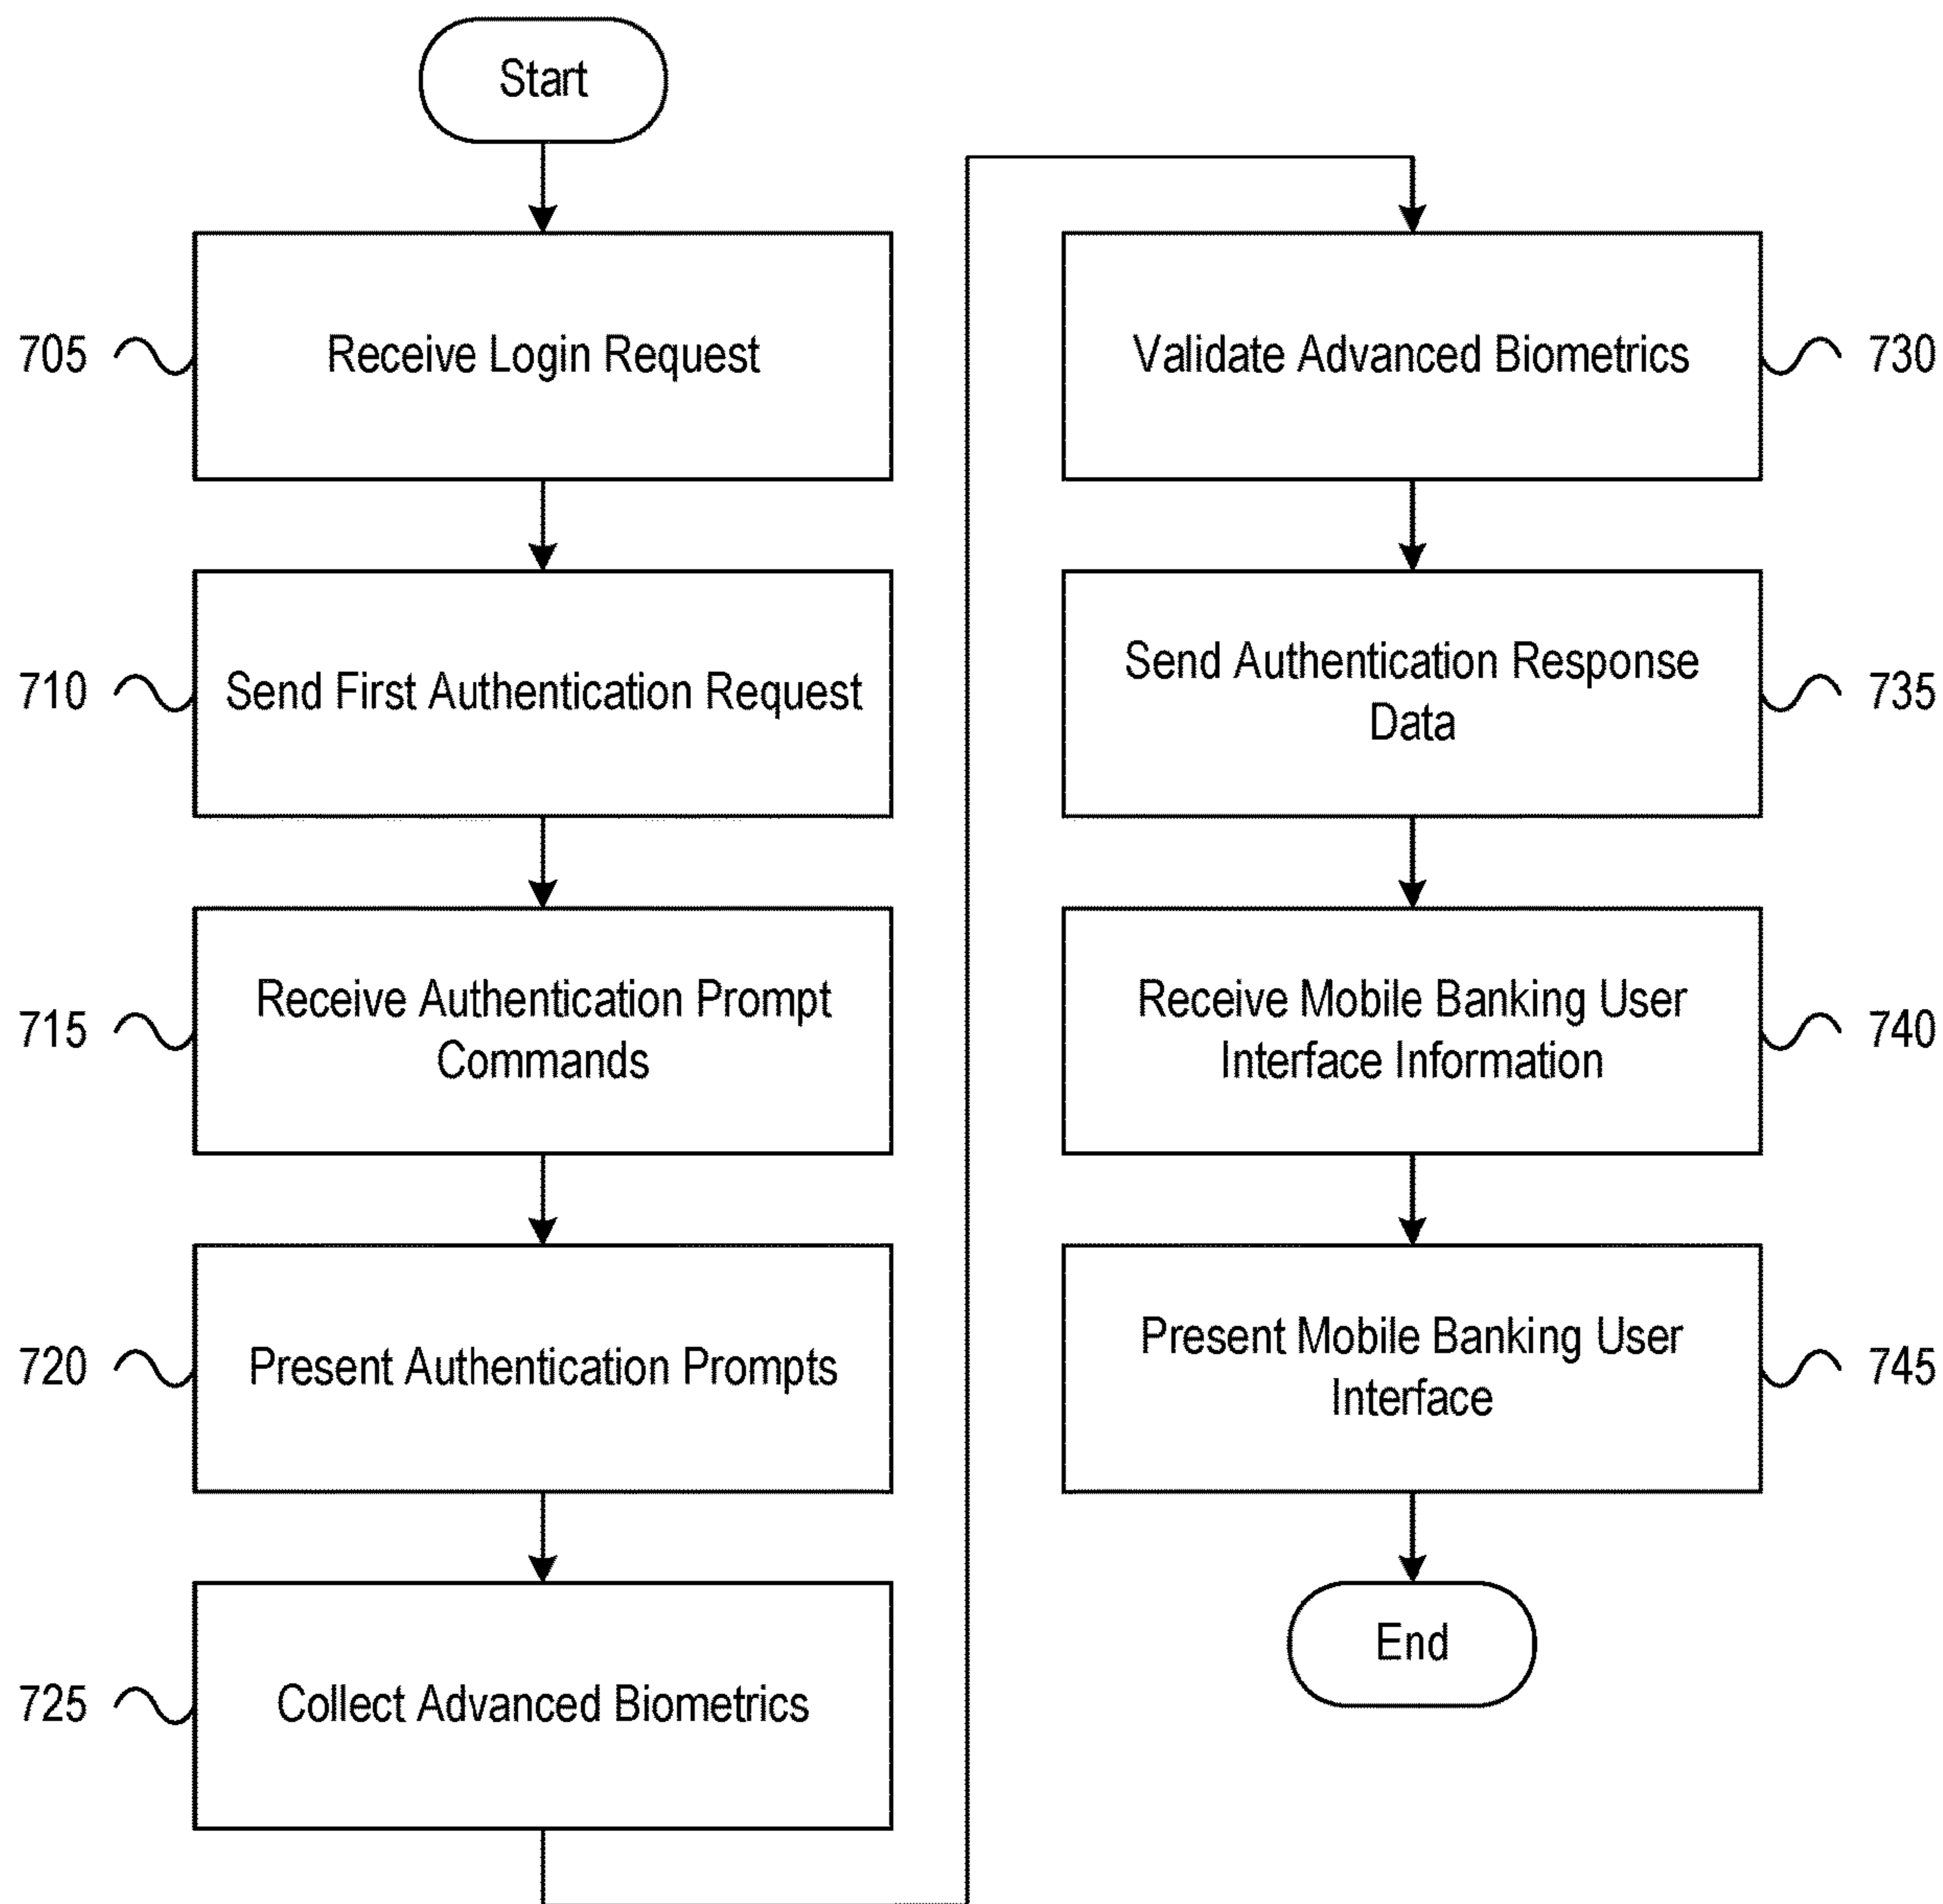 Start
705
Receive Login Request
710
Send First Authentication Request
715
Receive Authentication Prompt
Commands
720
Present Authentication Prompts
725
Collect Advanced Biometrics
Validate Advanced Biometrics
730
Send Authentication Response
Data
735
Receive Mobile Banking User
Interface Information
740
Present Mobile Banking User
Interface
745
End